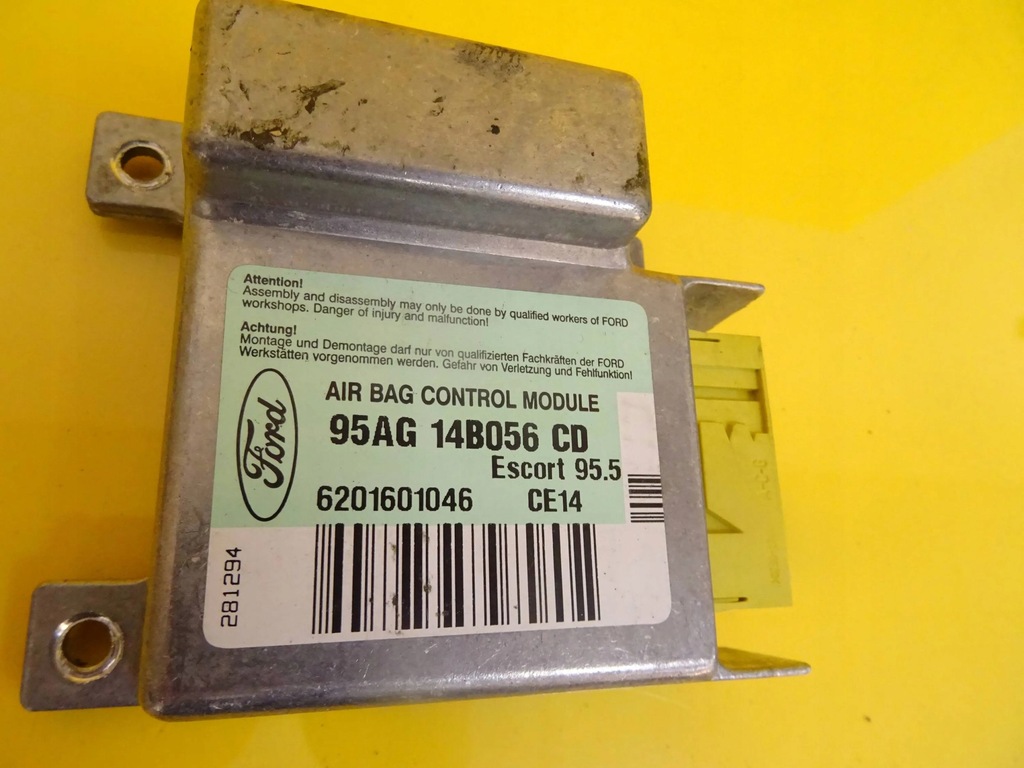 Attention!
Assembly and disassembly may only be done by qualified workers of FORD
workshops. Danger of injury and malfunction!
Achtung!
Montage und Demontage darf nur von qualifizierten Fachkräften der FORD
Werkstätten vorgenommen werden. Gefahr von Verletzung und Fehlfunktion!
Ford
AIR BAG CONTROL MODULE
95AG 14B056 CD
Escort 95.5
6201601046 CE14
281294